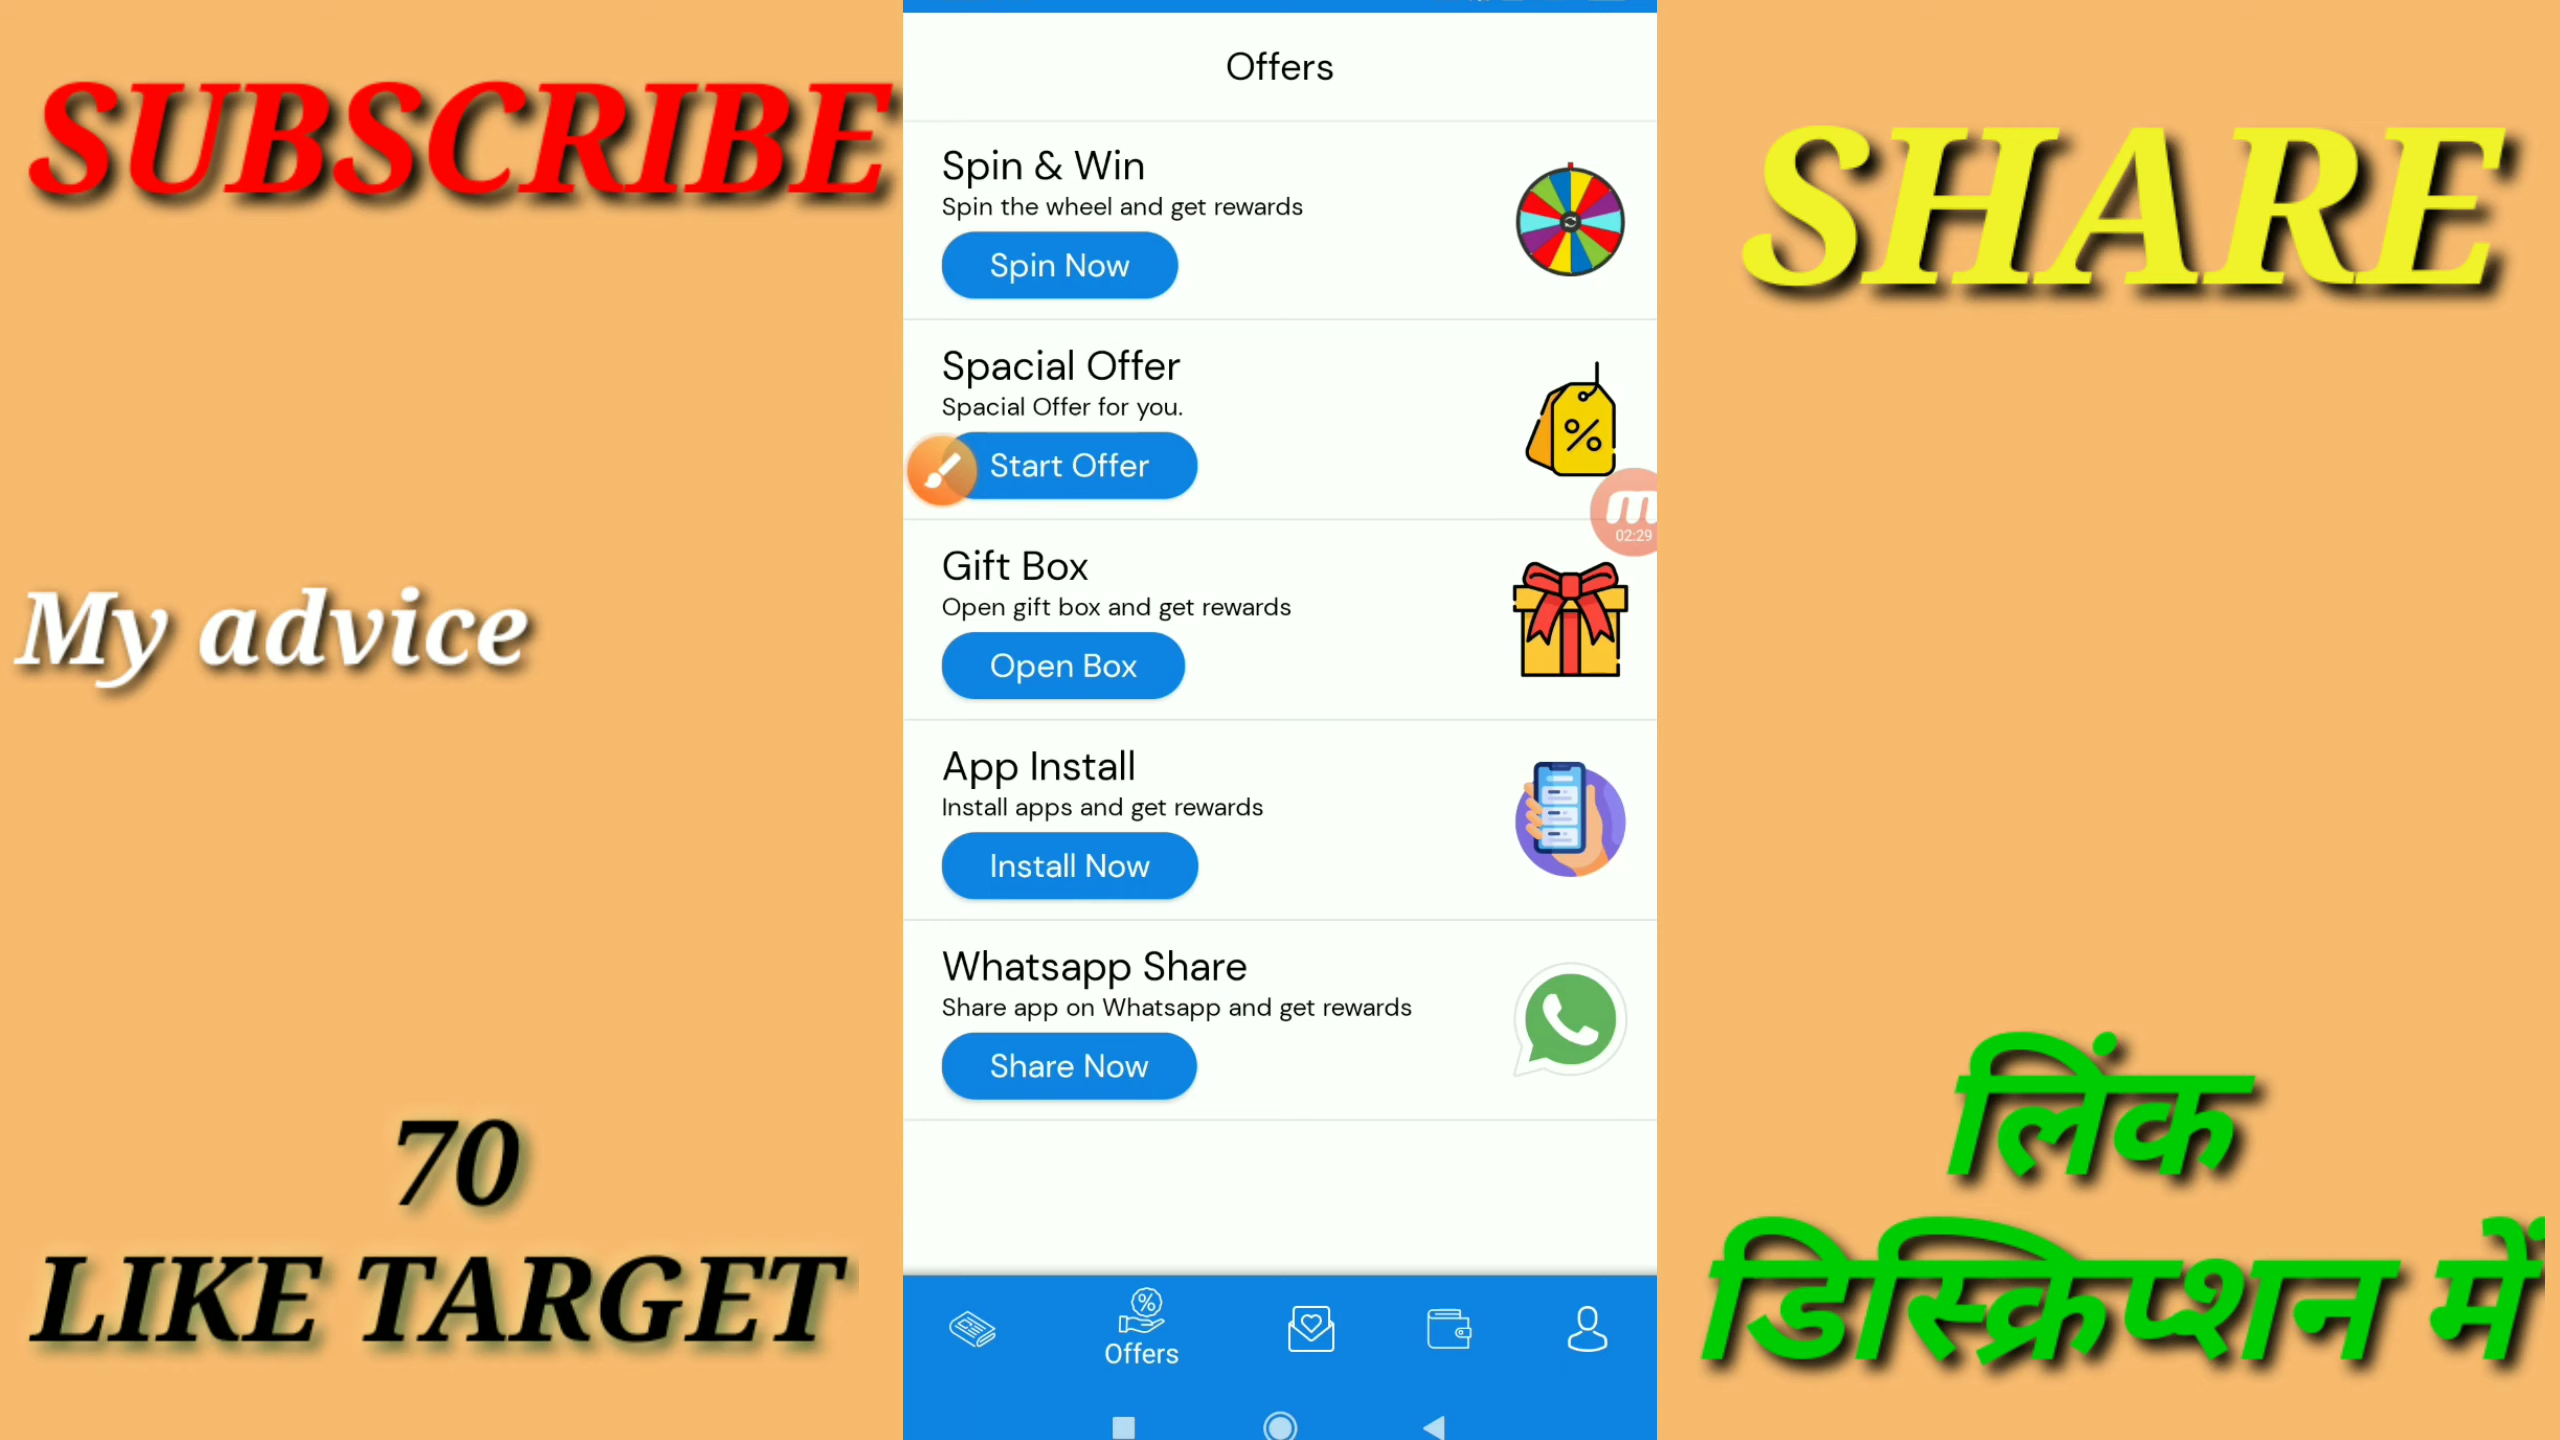 SUBSCRIBE
My advice
70
LIKE TARGET
Offers
Spin & Win
Spin the wheel and get rewards
Spin Now
Spacial Offer
Spacial Offer for you.
Start Offer
02:29
Gift Box
Open gift box and get rewards
Open Box
App Install
Install apps and get rewards
Install Now
Whatsapp Share
Share app on Whatsapp and get rewards
Share Now
Offers
SHARE
लिंक
डिस्क्रिप्शन में